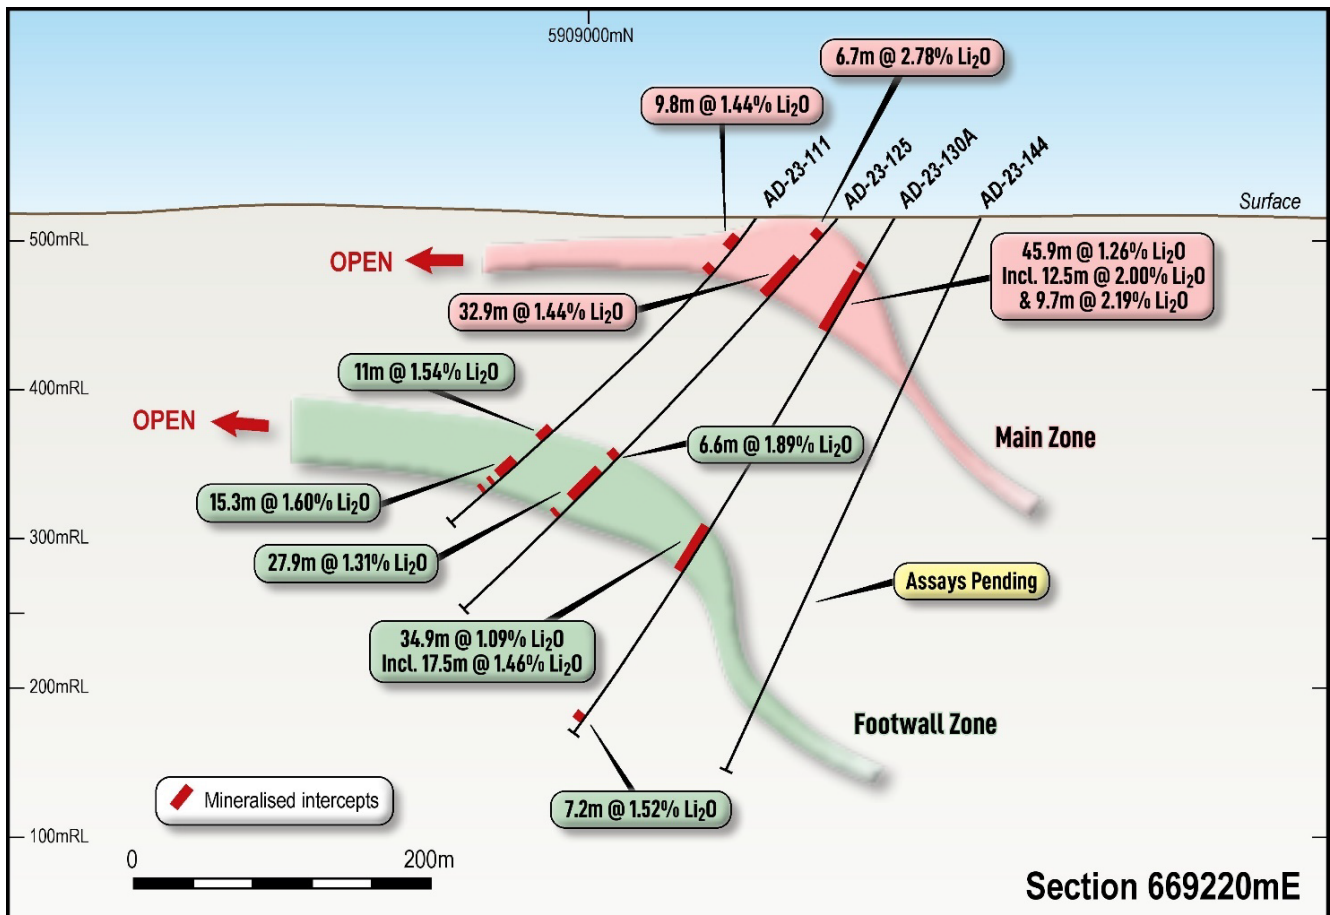 5909000mN
6.7m @ 2.78% Li₂O
9.8m @ 1.44% Li₂O
AD-23-111
AD-23-125
AD-23-130A
AD-23-144
Surface
500mRL
OPEN
45.9m @ 1.26% Li₂O
Incl. 12.5m @ 2.00% Li₂O
& 9.7m @ 2.19% Li₂O
32.9m @ 1.44% Li₂O
11m @ 1.54% Li₂O
400mRL
OPEN
Main Zone
6.6m @ 1.89% Li₂O
15.3m @ 1.60% Li₂O
300mRL
27.9m @ 1.31% Li₂O
Assays Pending
34.9m @ 1.09% Li₂O
Incl. 17.5m @ 1.46% Li₂O
200mRL
Footwall Zone
Mineralised intercepts
7.2m @ 1.52% Li₂O
100mRL
0
200m
Section 669220mE